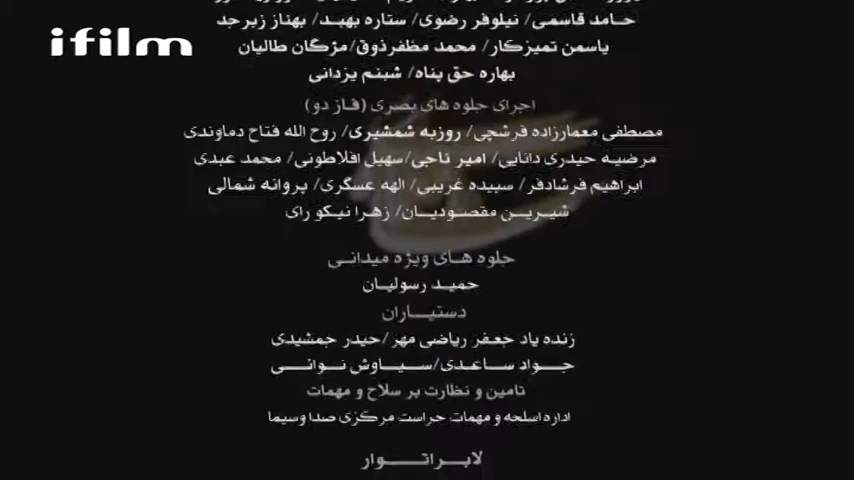 ifilm
حامد قاسمی/ نیلوفر رضوی/ ستاره بهبد/ بهناز زبرجد
یاسمن تمیزکار/ محمد مظفرذوق/مژگان طالیان
بهاره حق پناه/ شبنم یزدانی
اجرای جلوه های بصری (فاز دو)
مصطفی معمارزاده فرشچی/ روزبه شمشیری/ روح الله فتاح دماوندی
مرضیه حیدری دانایی/ امیر ناجی/سهیل افلاطونی/ محمد عبدی
ابراهیم فرشادفر/ سپیده غریبی/ الهه عسگری/ پروانه شمالی
شیرین مقصودیان/ زهرا نیکو رای
جلوه های ویژه میدانی
حمید رسولیان
دستیاران
زنده یاد جعفر ریاضی مهر/حیدر جمشیدی
جواد ساعدی/سیاوش نوانی
تامین و نظارت بر سلاح و مهمات
اداره اسلحه و مهمات حراست مرکزی صدا وسیما
لابراتوار